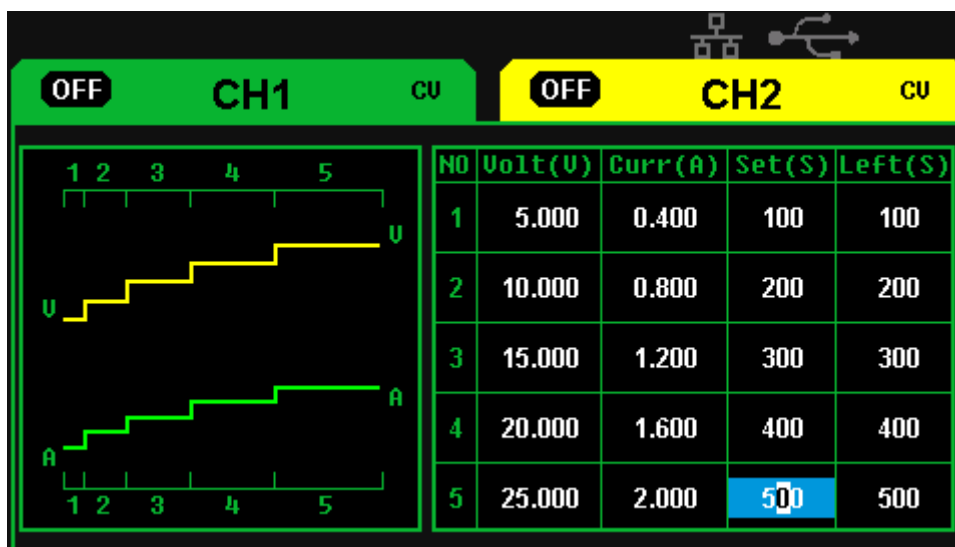 OFF CH1 CV OFF CH2 CV
1 2 3 4 5
V
V
A
A
1 2 3 4 5
NO Volt(V) Curr(A) Set(S) Left(S)
1 5.000 0.400 100 100
2 10.000 0.800 200 200
3 15.000 1.200 300 300
4 20.000 1.600 400 400
5 25.000 2.000 500 500